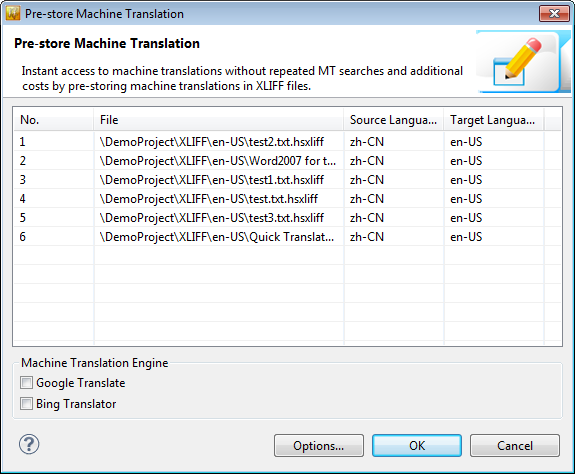 Pre-store Machine Translation
Pre-store Machine Translation
Instant access to machine translations without repeated MT searches and additional
costs by pre-storing machine translations in XLIFF files.
No. File Source Langua... Target Langua...
1 \DemoProject\XLIFF\en-US\test2.txt.hsxliff zh-CN en-US
2 \DemoProject\XLIFF\en-US\Word2007 for t... zh-CN en-US
3 \DemoProject\XLIFF\en-US\test1.txt.hsxliff zh-CN en-US
4 \DemoProject\XLIFF\en-US\test.txt.hsxliff zh-CN en-US
5 \DemoProject\XLIFF\en-US\test3.txt.hsxliff zh-CN en-US
6 \DemoProject\XLIFF\en-US\Quick Translat... zh-CN en-US
Machine Translation Engine
Google Translate
Bing Translator
? Options... OK Cancel